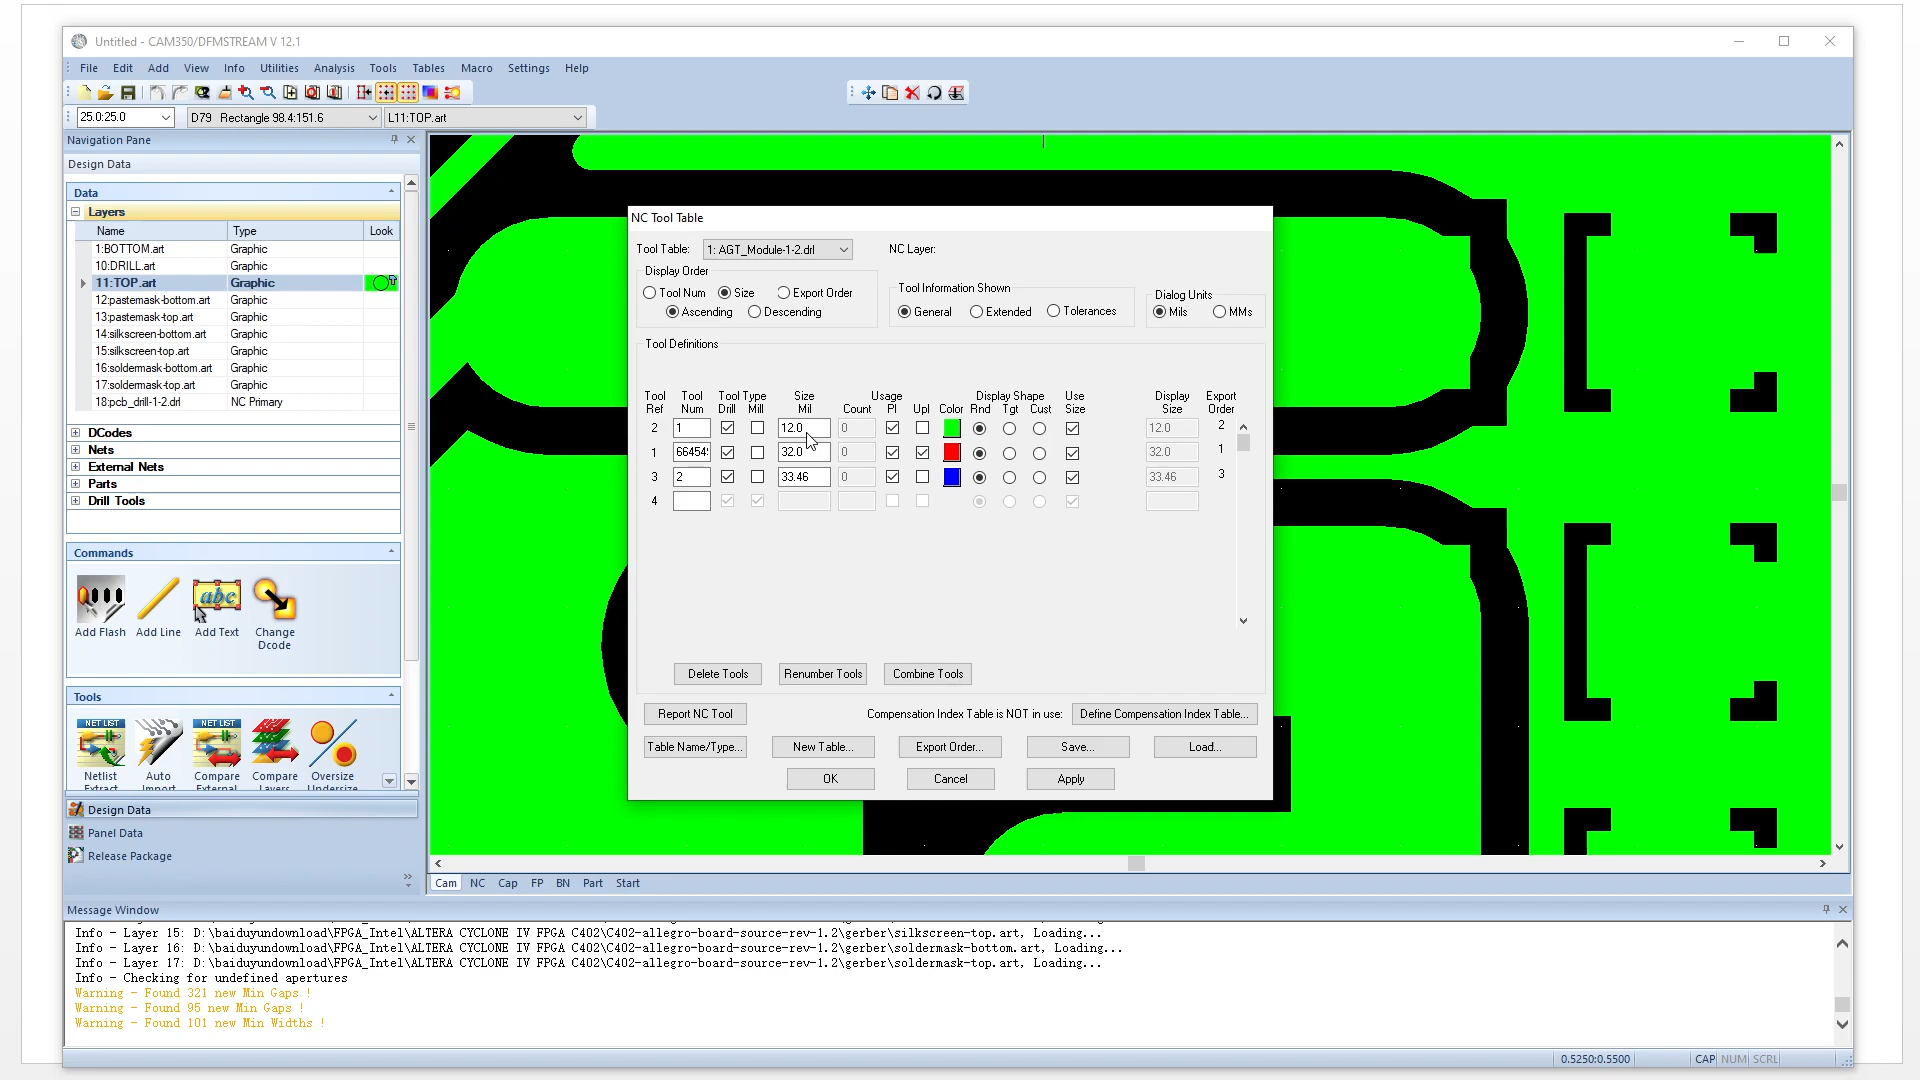 Untitled - CAM350/DFMSTREAM V 12.1
File Edit Add View Info Utilities Analysis Tools Tables Macro Settings Help
25.0:25.0 D79 Rectangle 98.4:151.6 L11:TOP.art
Navigation Pane
Design Data
Data
Layers
Name Type Look
1:BOTTOM.art Graphic
10:DRILL.art Graphic
11:TOP.art Graphic
12:pastemask-bottom.art Graphic
13:pastemask-top.art Graphic
14:silkscreen-bottom.art Graphic
15:silkscreen-top.art Graphic
16:soldermask-bottom.art Graphic
17:soldermask-top.art Graphic
18:pcb_drill-1-2.drl NC Primary
DCodes
Nets
External Nets
Parts
Drill Tools
Commands
abc
Add Flash Add Line Add Text Change
Dcode
Tools
NET LIST NET LIST
Netlist Auto Compare Compare Oversize
Extract Import External Layers Undersize
Design Data
Panel Data
Release Package
NC Tool Table
Tool Table: 1: AGT_Module-1-2.drl NC Layer:
Display Order
Tool Num Size Export Order
Ascending Descending
Tool Information Shown
General Extended Tolerances
Dialog Units
Mils MMs
Tool Definitions
Tool Tool Tool Type Size Usage Display Shape Use Display Export
Ref Num Drill Mill Mil Count Pl Upl Color Rnd Tgt Cust Size Size Order
2 1 12.0 0 12.0 2
1 66454 32.0 0 32.0 1
3 2 33.46 0 33.46 3
4
Delete Tools Renumber Tools Combine Tools
Report NC Tool Compensation Index Table is NOT in use: Define Compensation Index Table...
Table Name/Type... New Table... Export Order... Save... Load...
OK Cancel Apply
Cam NC Cap FP BN Part Start
Message Window
Info - Layer 15: D:\baiduyundownload\FPGA_Intel\ALTERA CYCLONE IV FPGA C402\C402-allegro-board-source-rev-1.2\gerber\silkscreen-top.art, Loading...
Info - Layer 16: D:\baiduyundownload\FPGA_Intel\ALTERA CYCLONE IV FPGA C402\C402-allegro-board-source-rev-1.2\gerber\soldermask-bottom.art, Loading...
Info - Layer 17: D:\baiduyundownload\FPGA_Intel\ALTERA CYCLONE IV FPGA C402\C402-allegro-board-source-rev-1.2\gerber\soldermask-top.art, Loading...
Info - Checking for undefined apertures
Warning - Found 321 new Min Gaps !
Warning - Found 95 new Min Gaps !
Warning - Found 101 new Min Widths !
0.5250:0.5500 CAP NUM SCRL